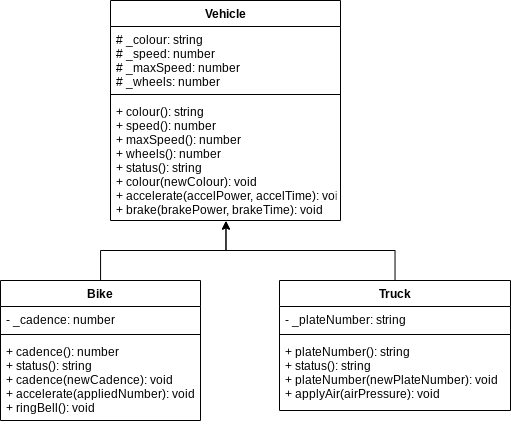 Vehicle
# _colour: string
# _speed: number
# _maxSpeed: number
# _wheels: number
+ colour(): string
+ speed(): number
+ maxSpeed(): number
+ wheels(): number
+ status(): string
+ colour(newColour): void
+ accelerate(accelPower, accelTime): voi
+ brake(brakePower, brakeTime): void
Bike
- _cadence: number
+ cadence(): number
+ status(): string
+ cadence(newCadence): void
+ accelerate(appliedNumber): void
+ ringBell(): void
Truck
- _plateNumber: string
+ plateNumber(): string
+ status(): string
+ plateNumber(newPlateNumber): void
+ applyAir(airPressure): void